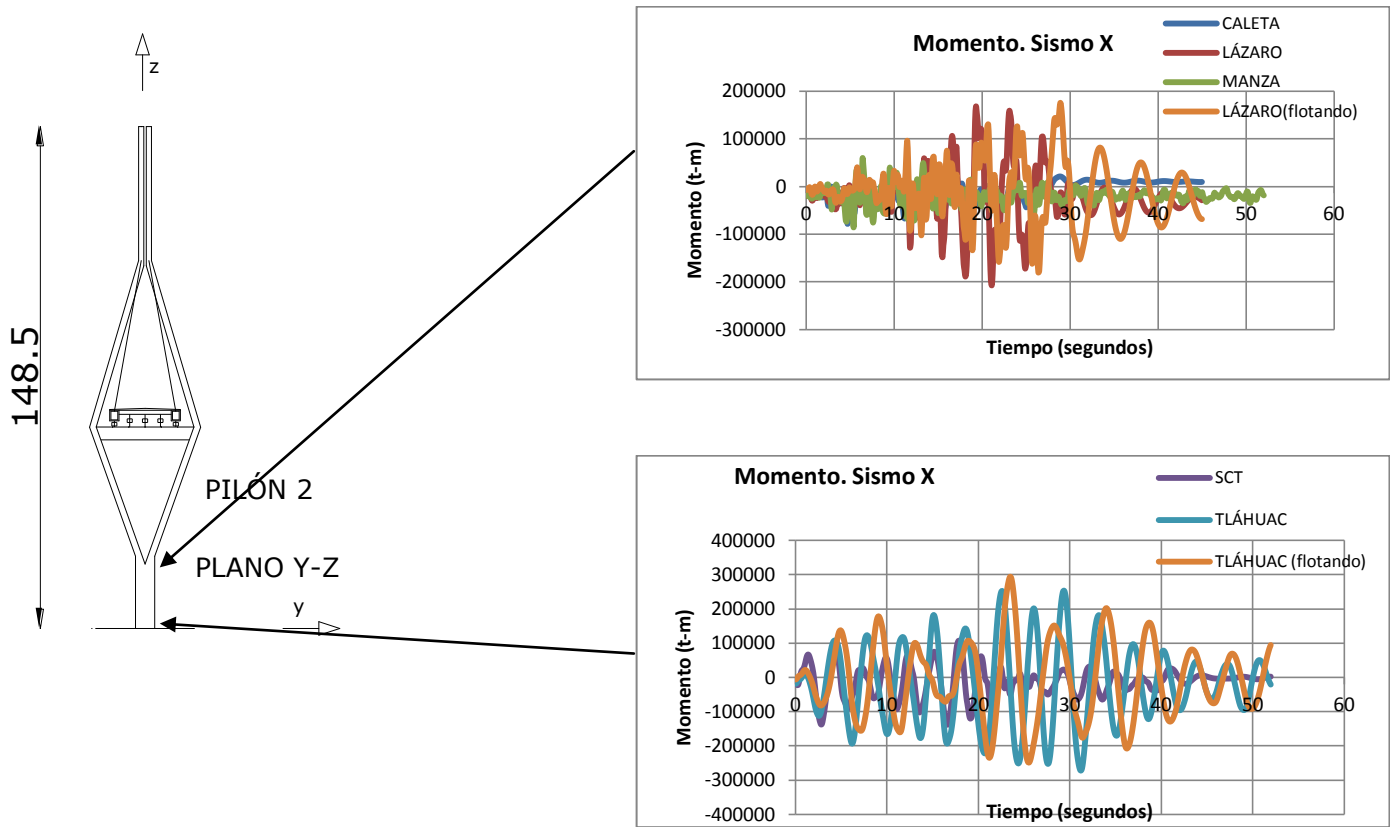 z
148.5
PILÓN 2
PLANO Y-Z
y
Momento. Sismo X
CALETA
LÁZARO
MANZA
LÁZARO(flotando)
Momento (t-m)
200000
100000
0
-100000
-200000
-300000
0
10
20
30
40
50
60
Tiempo (segundos)
Momento. Sismo X
SCT
TLÁHUAC
TLÁHUAC (flotando)
Momento (t-m)
400000
300000
200000
100000
0
-100000
-200000
-300000
-400000
0
10
20
30
40
50
60
Tiempo (segundos)